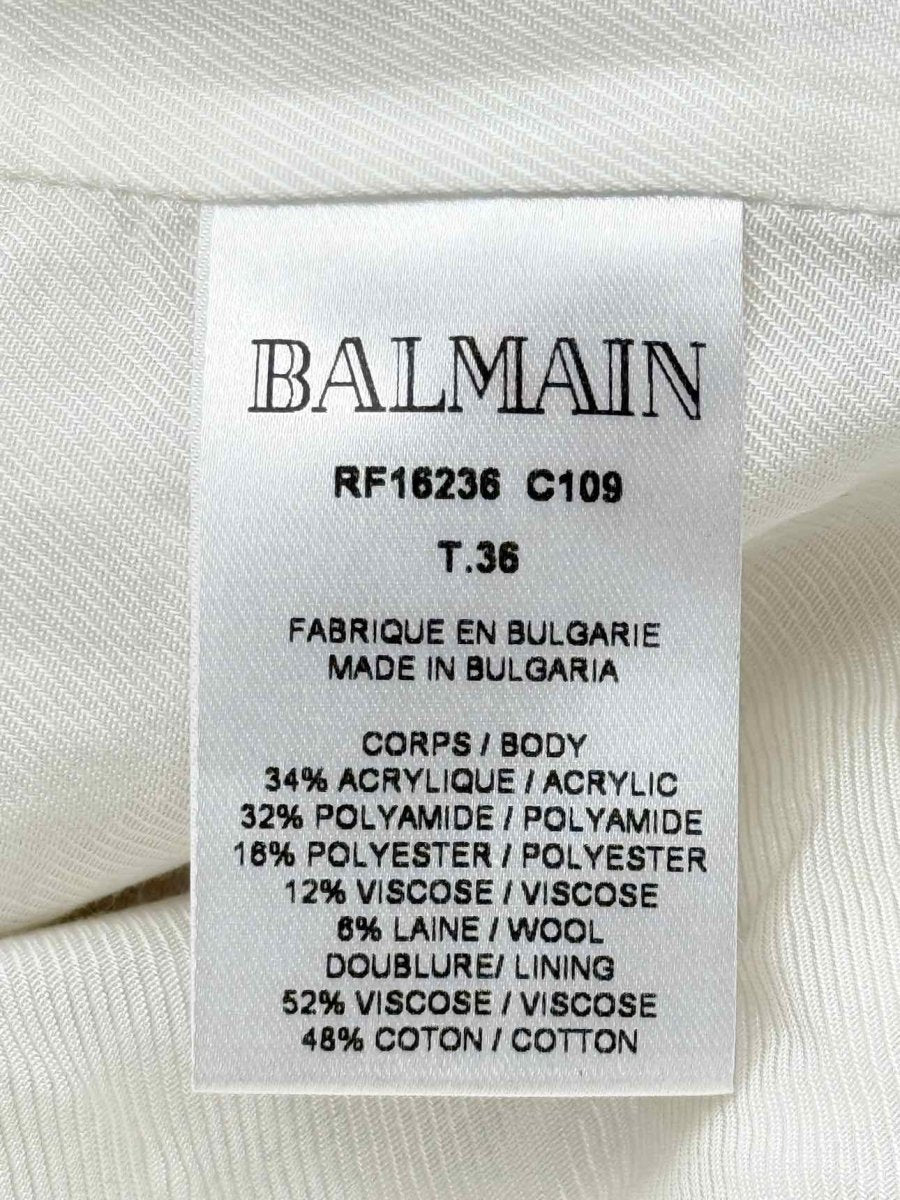 BALMAIN
RF16236 C109
T.36
FABRIQUE EN BULGARIE
MADE IN BULGARIA
CORPS / BODY
34% ACRYLIQUE / ACRYLIC
32% POLYAMIDE / POLYAMIDE
16% POLYESTER / POLYESTER
12% VISCOSE / VISCOSE
6% LAINE / WOOL
DOUBLURE/ LINING
52% VISCOSE / VISCOSE
48% COTON / COTTON